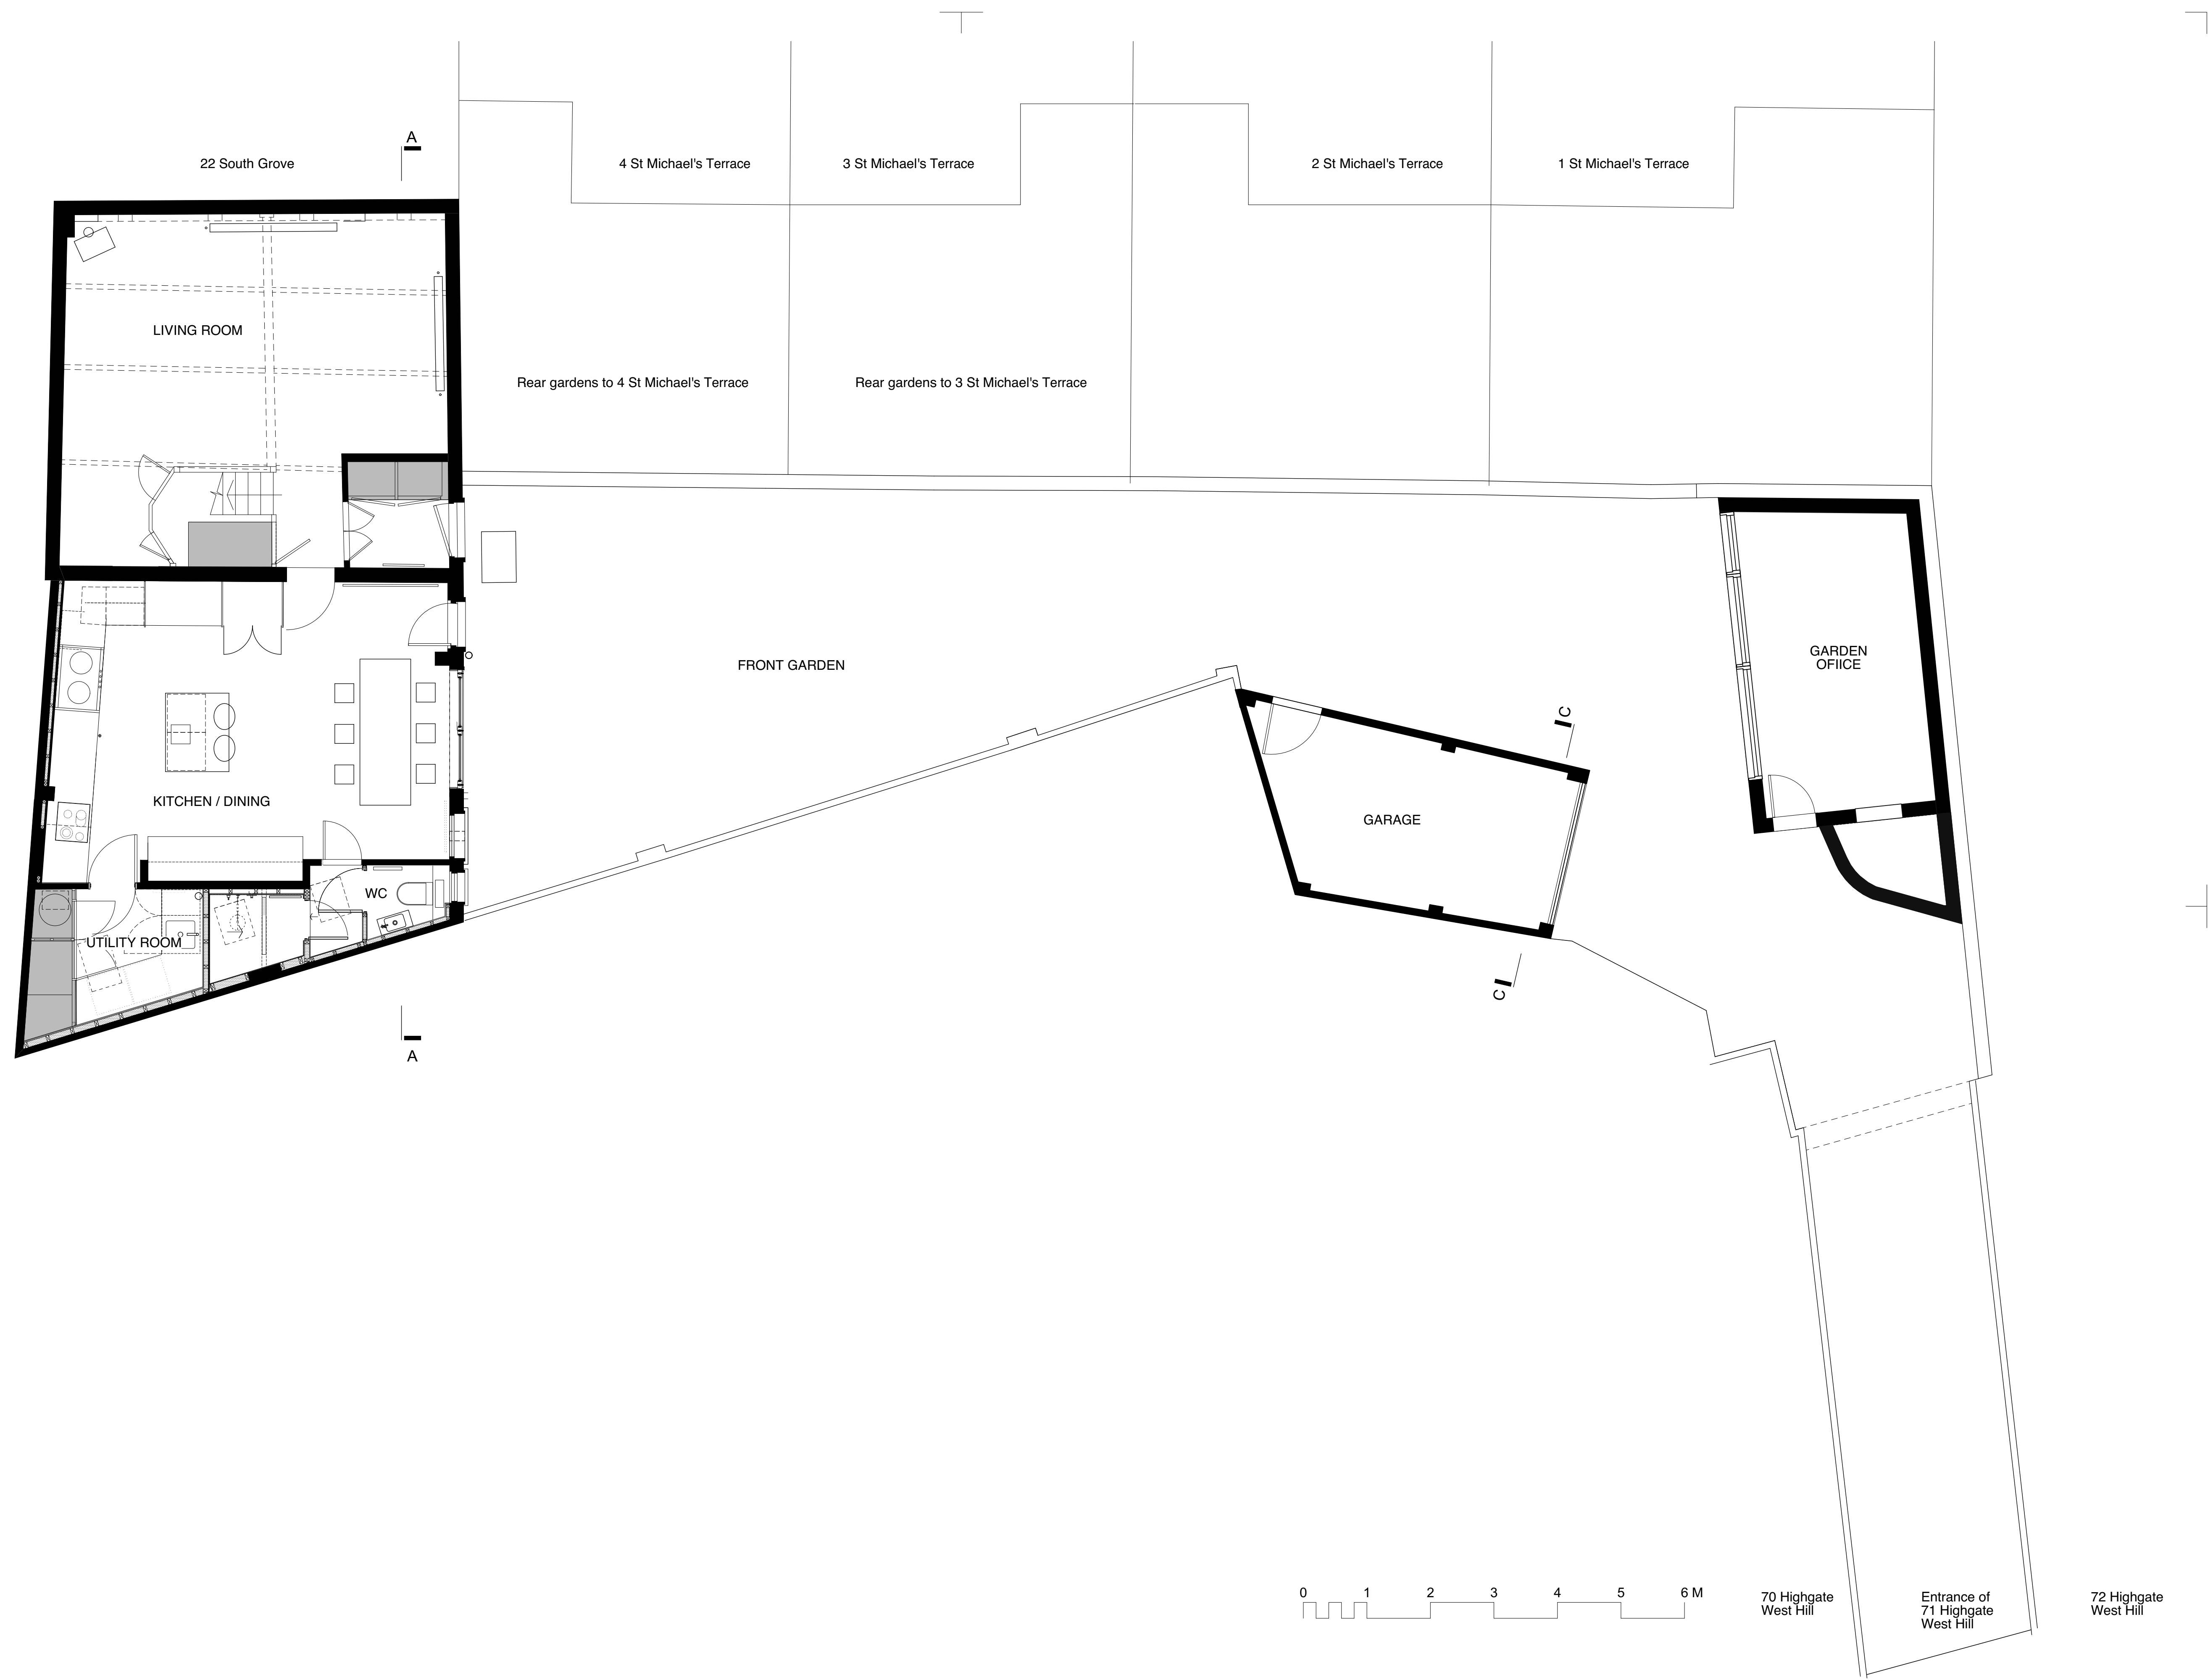 A
22 South Grove
4 St Michael's Terrace
3 St Michael's Terrace
2 St Michael's Terrace
1 St Michael's Terrace
LIVING ROOM
Rear gardens to 4 St Michael's Terrace
Rear gardens to 3 St Michael's Terrace
FRONT GARDEN
GARDEN
OFIICE
C
KITCHEN / DINING
GARAGE
WC
UTILITY ROOM
C
A
0 1 2 3 4 5 6 M
70 Highgate
West Hill
Entrance of
71 Highgate
West Hill
72 Highgate
West Hill